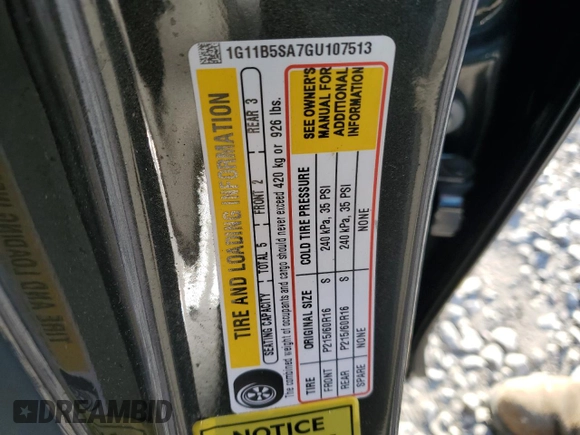 1G11B5SA7GU107513
TIRE AND LOADING INFORMATION
SEATING CAPACITY TOTAL 5 FRONT 2 REAR 3
The combined weight of occupants and cargo should never exceed 420 kg or 926 lbs.
TIRE ORIGINAL SIZE COLD TIRE PRESSURE
FRONT P215/60R16 S 240 kPa, 35 PSI
REAR P215/60R16 S 240 kPa, 35 PSI
SPARE NONE NONE
SEE OWNER'S
MANUAL FOR
ADDITIONAL
INFORMATION
NOTICE
DREAMBID